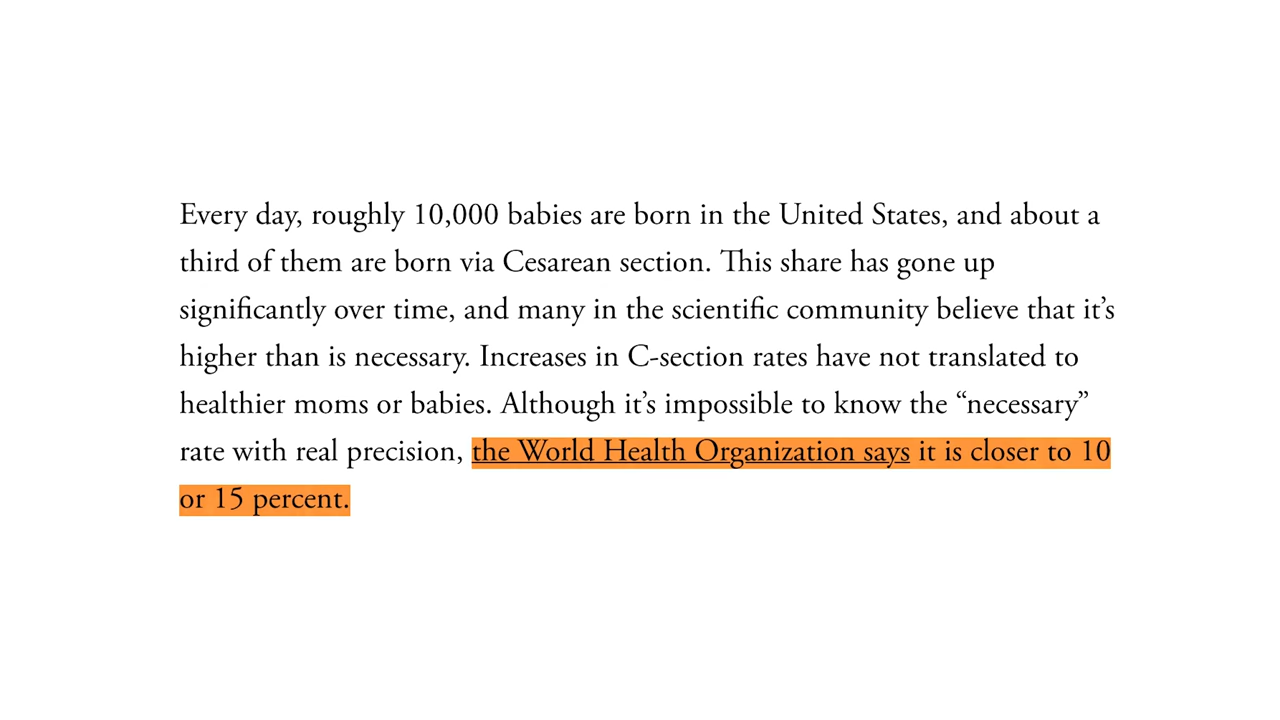 Every day, roughly 10,000 babies are born in the United States, and about a
third of them are born via Cesarean section. This share has gone up
significantly over time, and many in the scientific community believe that it’s
higher than is necessary. Increases in C-section rates have not translated to
healthier moms or babies. Although it’s impossible to know the “necessary”
rate with real precision, the World Health Organization says it is closer to 10
or 15 percent.